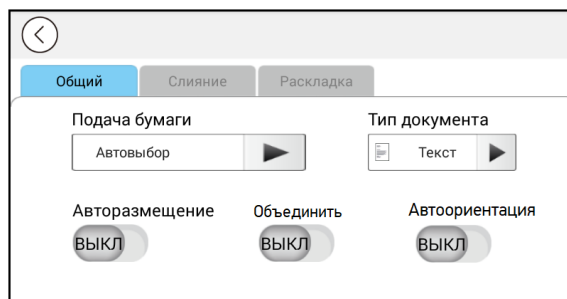 Общий Слияние Раскладка
Подача бумаги Тип документа
Автовыбор Текст
Авторазмещение Объединить Автоориентация
ВЫКЛ ВЫКЛ ВЫКЛ